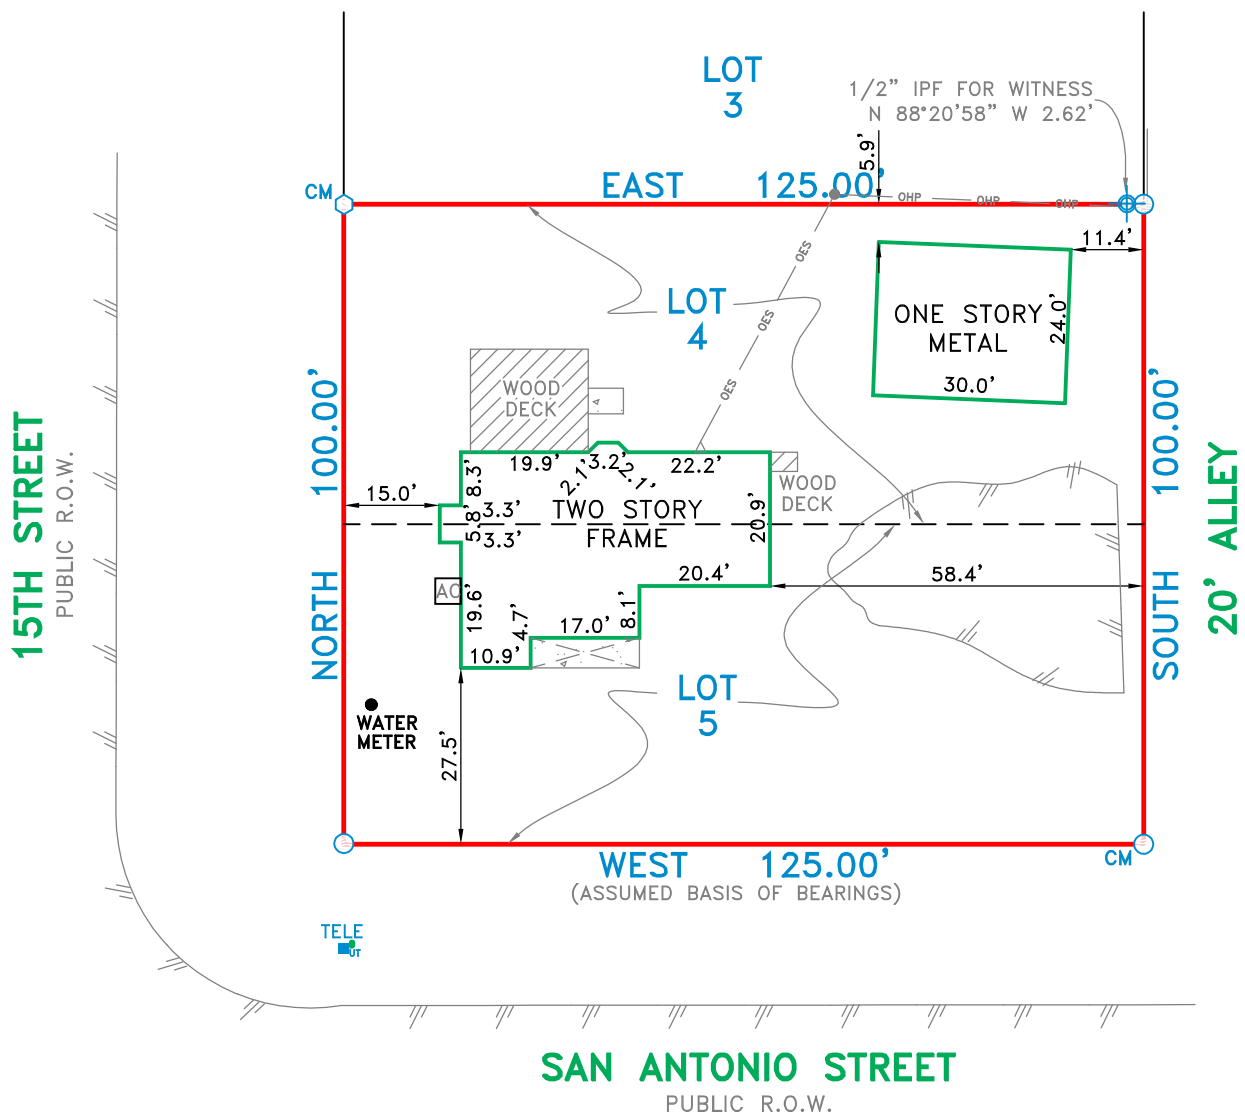 LOT
3
1/2” IPF FOR WITNESS
N 88°20'58” W 2.62'
5.9'
CM
EAST 125.00'
OHP OHP OHP
11.4'
OES
OES
OES
LOT
4
ONE STORY
METAL
24.0'
30.0'
WOOD
DECK
100.00'
NORTH
100.00'
SOUTH
15TH STREET
PUBLIC R.O.W.
20' ALLEY
19.9'
2.1'
3.2'
2.1'
22.2'
8.3'
WOOD
DECK
15.0'
3.3'
5.8'
3.3'
TWO STORY
FRAME
20.9'
20.4'
58.4'
AC
19.6'
4.7'
17.0'
8.1'
10.9'
LOT
5
WATER
METER
27.5'
WEST 125.00'
(ASSUMED BASIS OF BEARINGS)
CM
TELE
UT
SAN ANTONIO STREET
PUBLIC R.O.W.